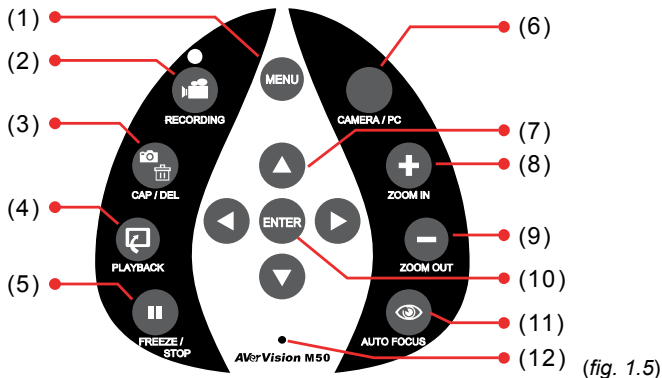 (1)
(2)
RECORDING
(3)
CAP / DEL
(4)
PLAYBACK
(5)
FREEZE /
STOP
MENU
ENTER
AVerVision M50
(6)
CAMERA / PC
(7)
(8)
ZOOM IN
(9)
ZOOM OUT
(10)
(11)
AUTO FOCUS
(12)
(fig. 1.5)